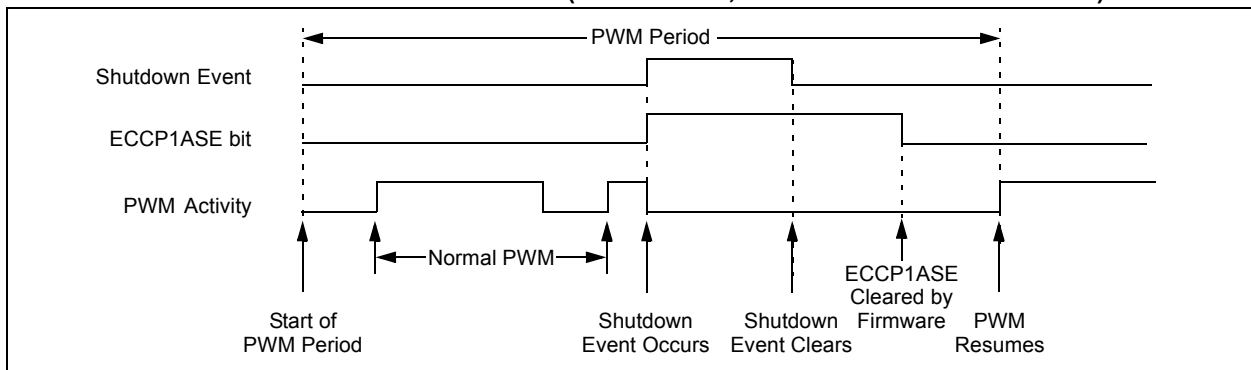 PWM Period
Shutdown Event
ECCP1ASE bit
PWM Activity
Normal PWM
Start of
PWM Period
Shutdown
Event Occurs
Shutdown
Event Clears
ECCP1ASE
Cleared by
Firmware
PWM
Resumes